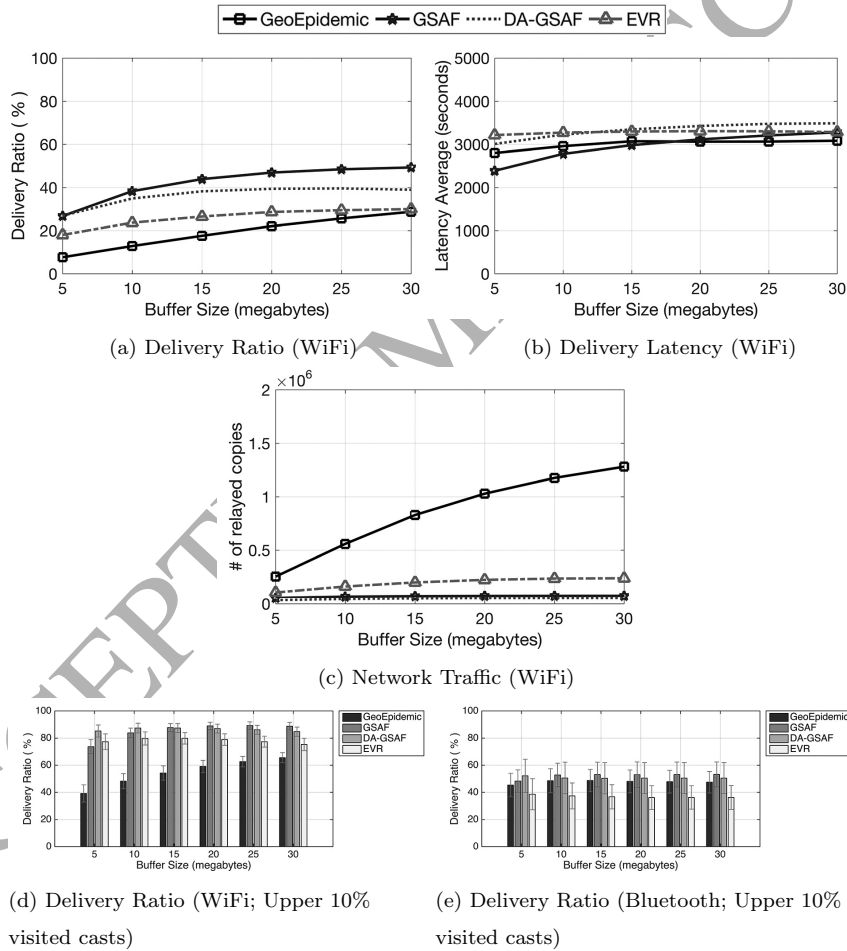 GeoEpidemic GSAF DA-GSAF EVR
100
80
60
40
20
0
Delivery Ratio ( % )
5 10 15 20 25 30
Buffer Size (megabytes)
(a) Delivery Ratio (WiFi)
5000
4000
3000
2000
1000
0
Latency Average (seconds)
5 10 15 20 25 30
Buffer Size (megabytes)
(b) Delivery Latency (WiFi)
×10^6
2
1.5
1
0.5
0
# of relayed copies
5 10 15 20 25 30
Buffer Size (megabytes)
(c) Network Traffic (WiFi)
100
80
60
40
20
0
Delivery Ratio ( % )
5 10 15 20 25 30
Buffer Size (megabytes)
GeoEpidemic
GSAF
DA-GSAF
EVR
(d) Delivery Ratio (WiFi; Upper 10%
visited casts)
100
80
60
40
20
0
Delivery Ratio ( % )
5 10 15 20 25 30
Buffer Size (megabytes)
GeoEpidemic
GSAF
DA-GSAF
EVR
(e) Delivery Ratio (Bluetooth; Upper 10%
visited casts)